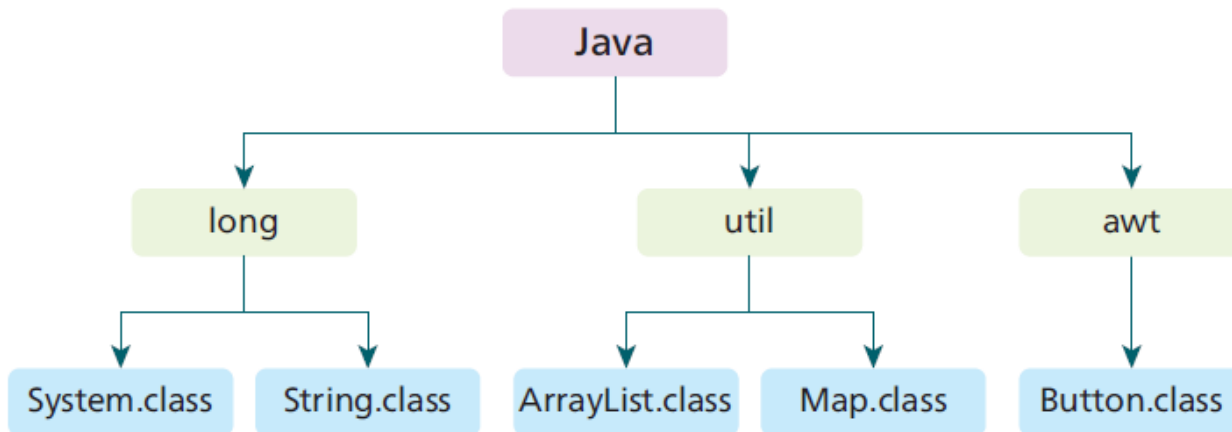 Java
long
util
awt
System.class
String.class
ArrayList.class
Map.class
Button.class